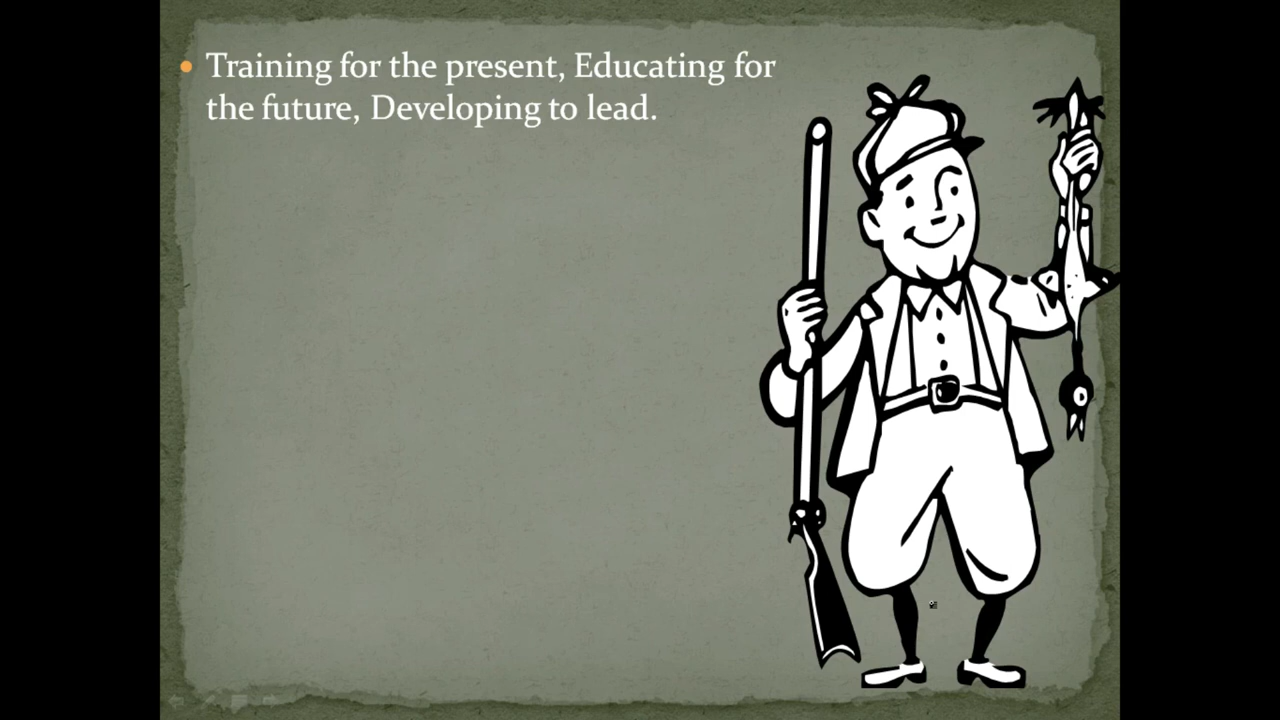 Training for the present, Educating for
the future, Developing to lead.